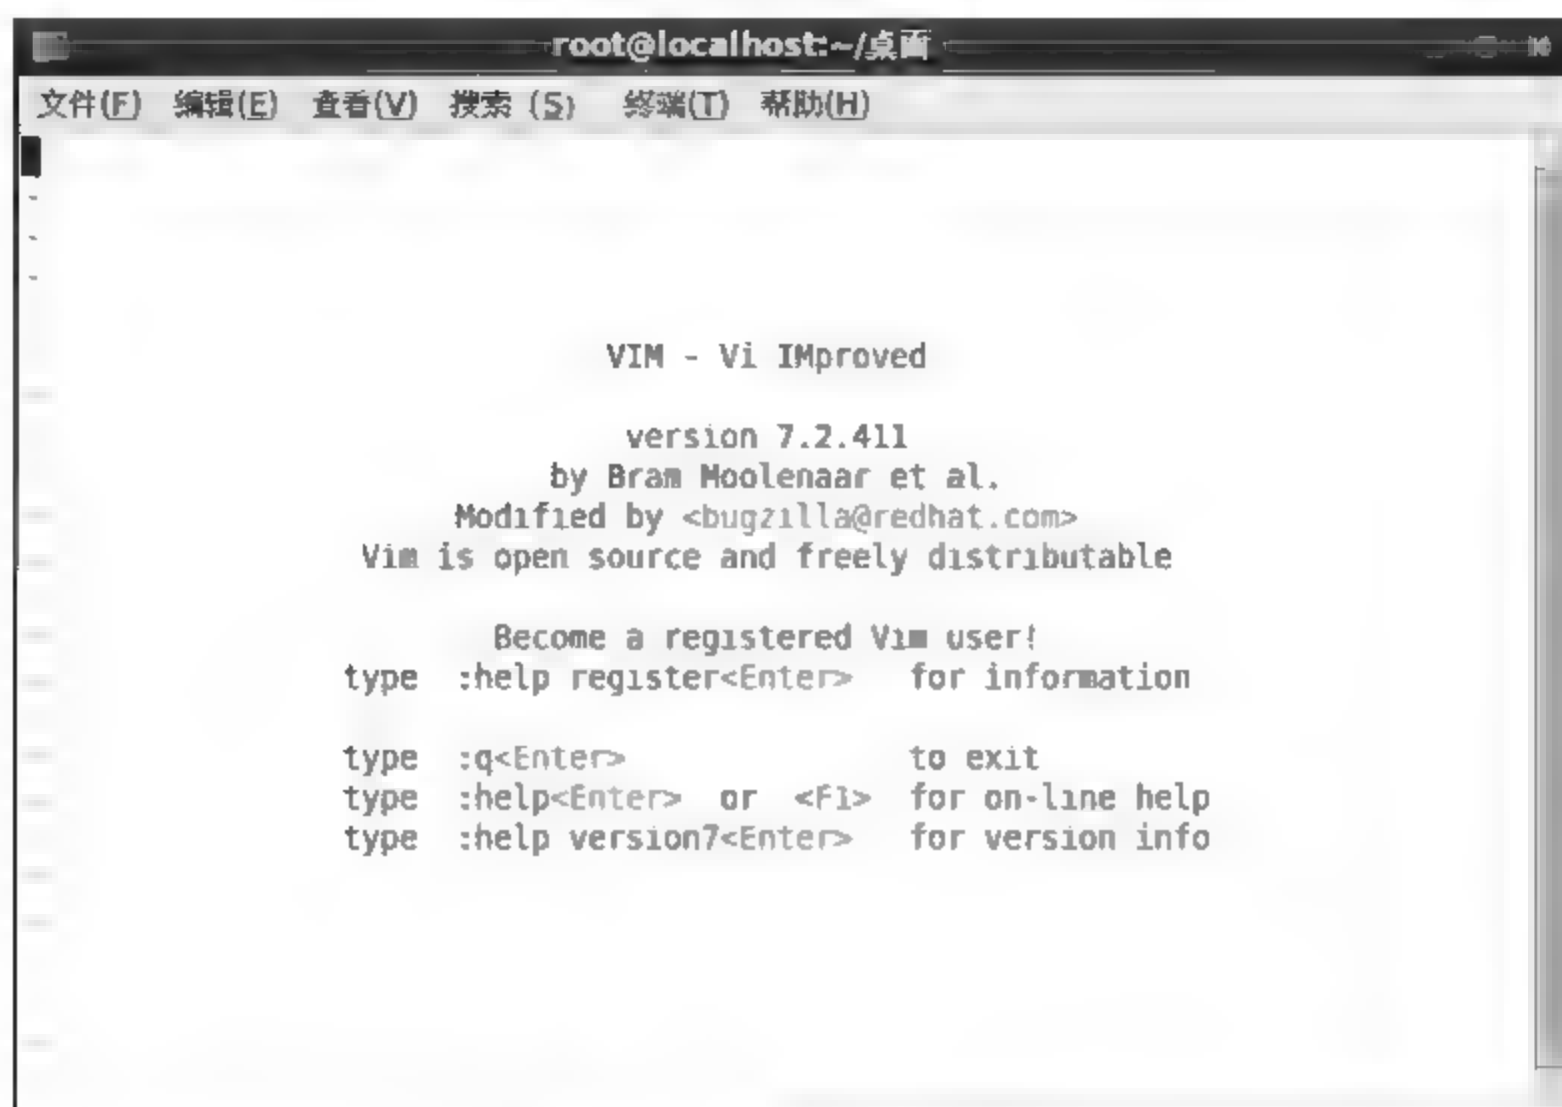 root@localhost:~/桌面
文件(F) 编辑(E) 查看(V) 搜索 (S) 终端(T) 帮助(H)
~
~
~
VIM - Vi IMproved
version 7.2.411
by Bram Moolenaar et al.
Modified by <bugzilla@redhat.com>
Vim is open source and freely distributable
Become a registered Vim user!
type :help register<Enter> for information
type :q<Enter> to exit
type :help<Enter> or <F1> for on-line help
type :help version7<Enter> for version info